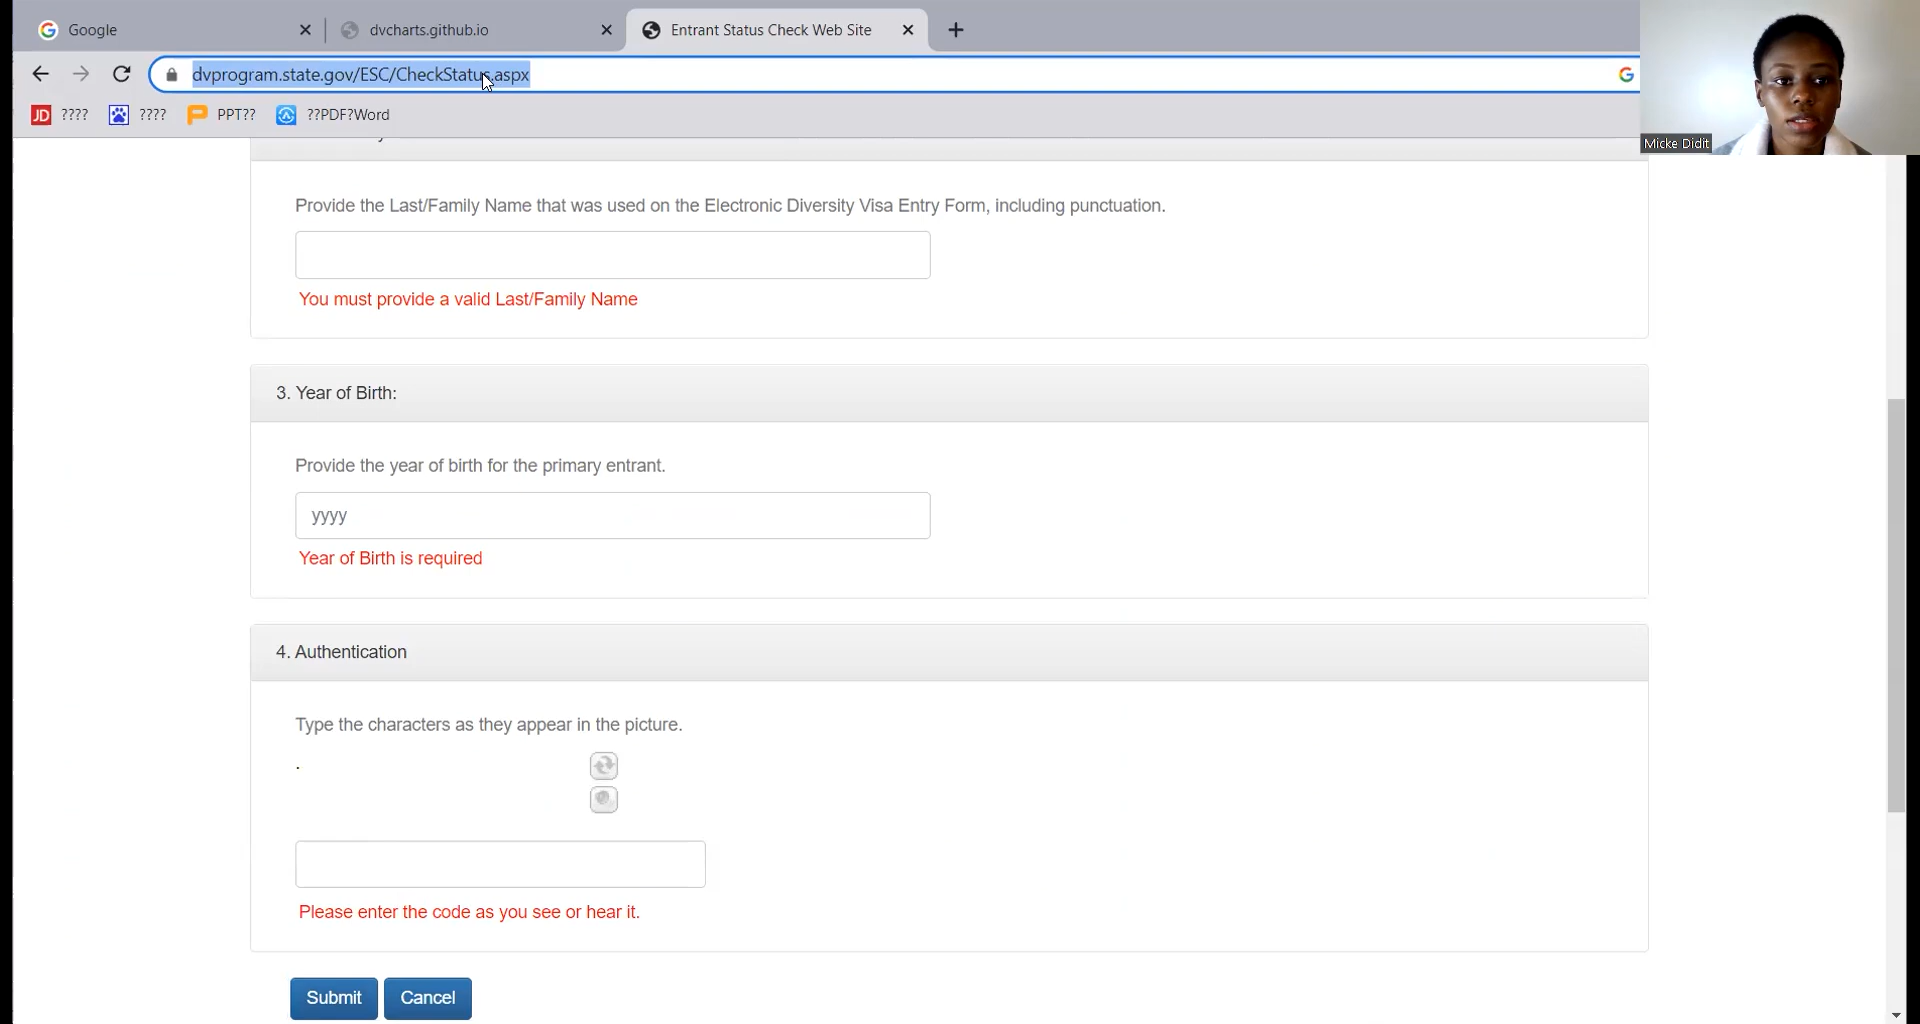 Google
dvcharts.github.io
Entrant Status Check Web Site
dvprogram.state.gov/ESC/CheckStatus.aspx
JD ????
????
PPT??
??PDF?Word
Micke Didit
Provide the Last/Family Name that was used on the Electronic Diversity Visa Entry Form, including punctuation.
You must provide a valid Last/Family Name
3. Year of Birth:
Provide the year of birth for the primary entrant.
yyyy
Year of Birth is required
4. Authentication
Type the characters as they appear in the picture.
.
Please enter the code as you see or hear it.
Submit
Cancel